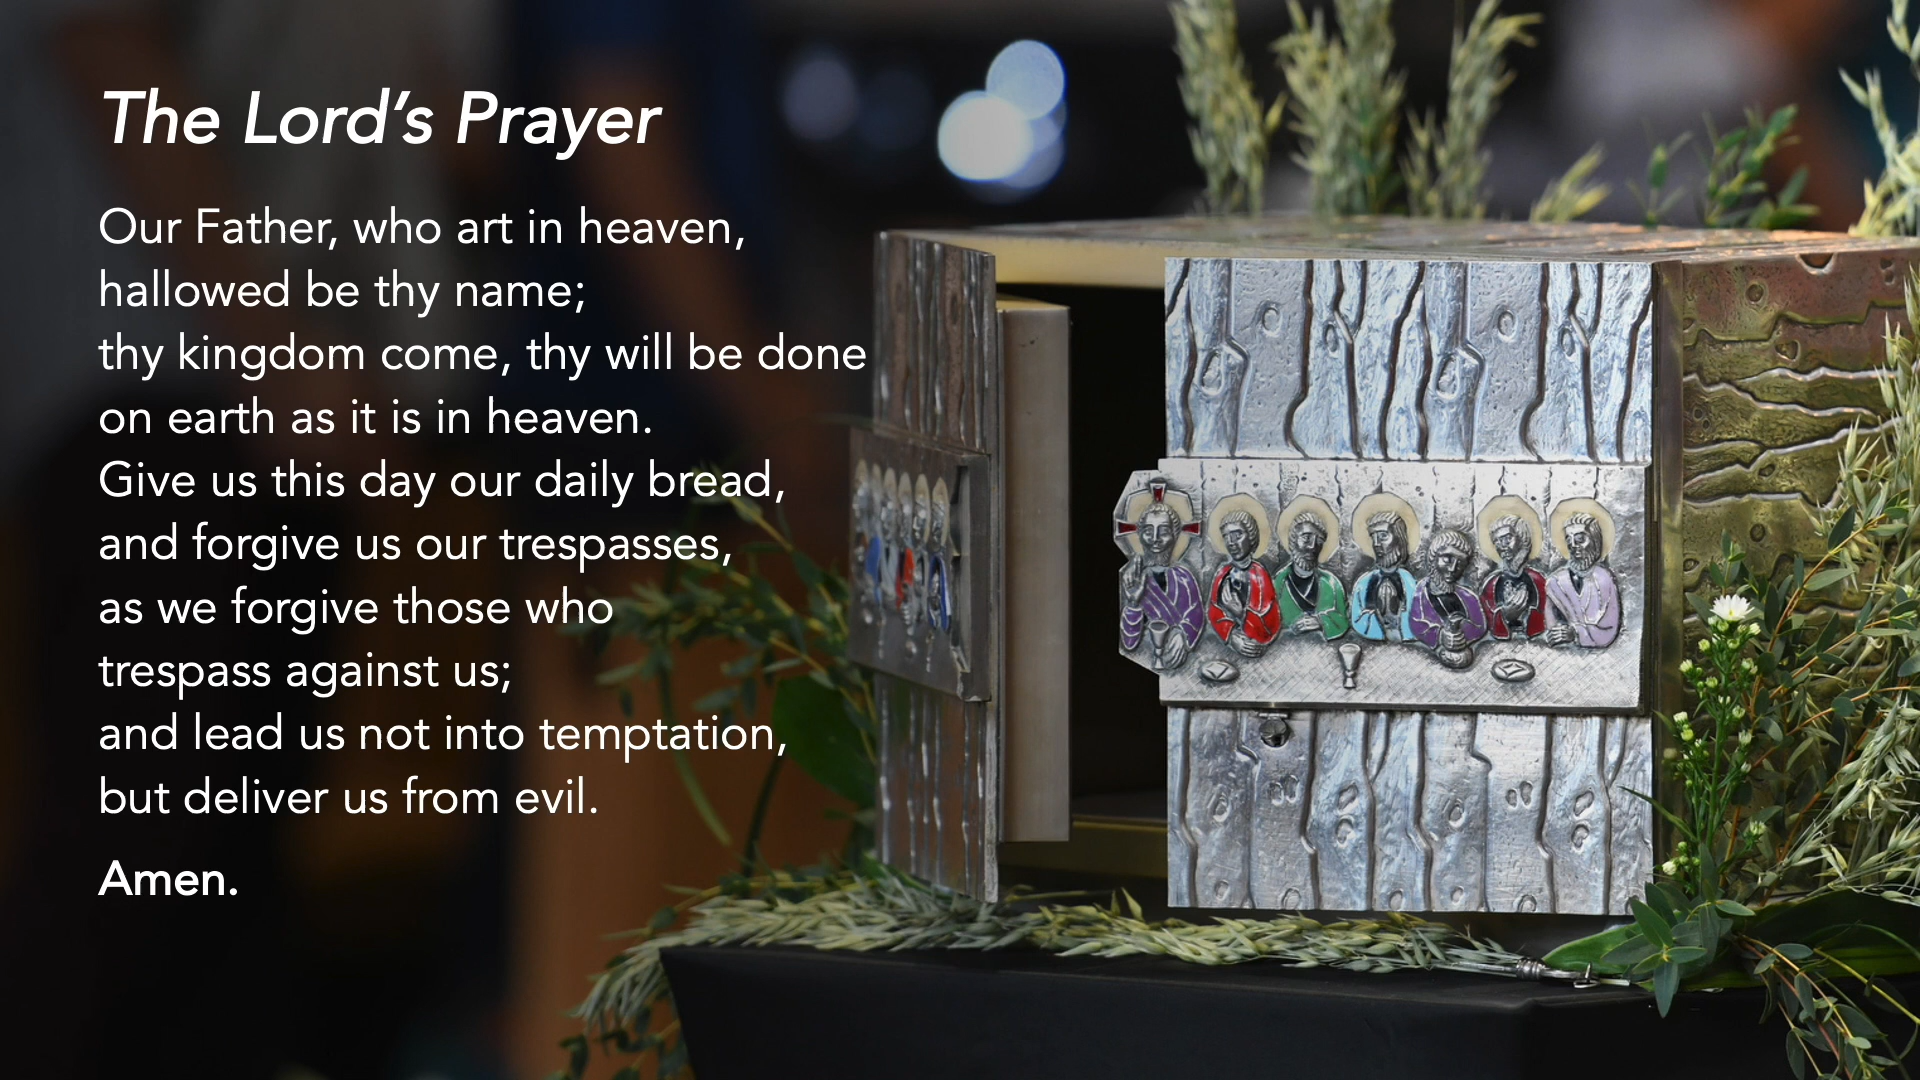 The Lord’s Prayer
Our Father, who art in heaven,
hallowed be thy name;
thy kingdom come, thy will be done
on earth as it is in heaven.
Give us this day our daily bread,
and forgive us our trespasses,
as we forgive those who
trespass against us;
and lead us not into temptation,
but deliver us from evil.
Amen.